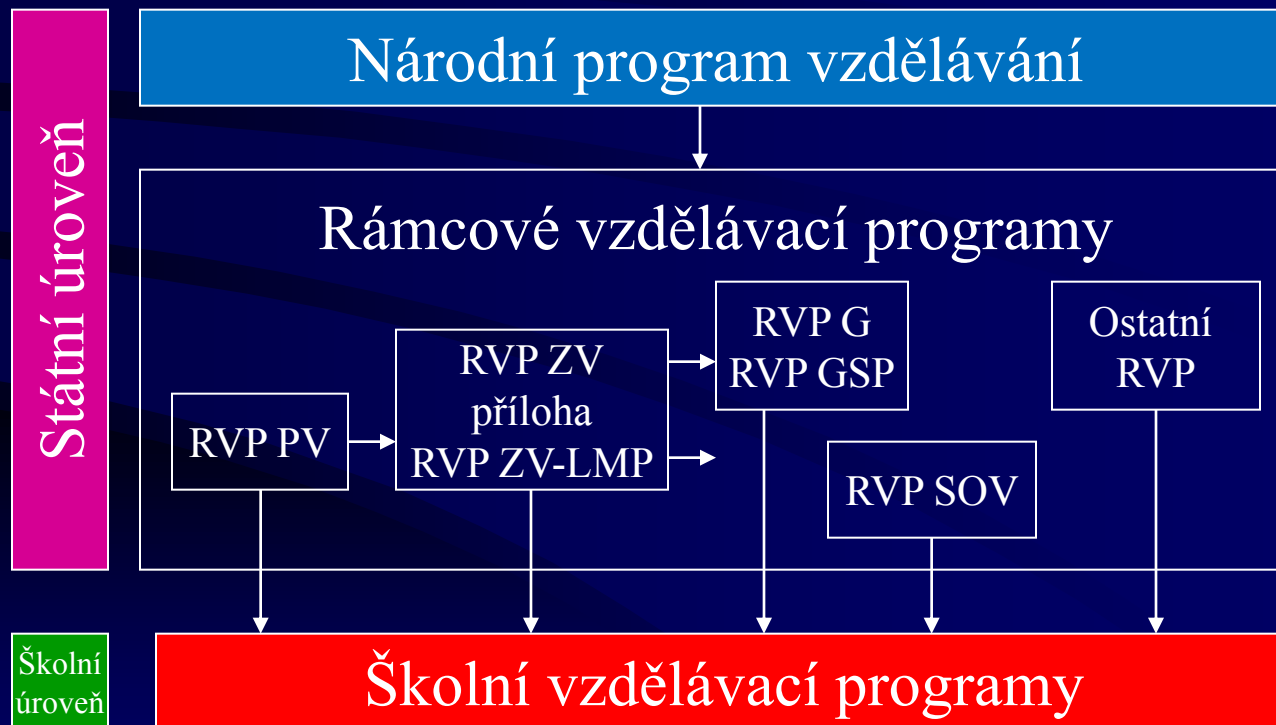 Státní úroveň
Národní program vzdělávání
Rámcové vzdělávací programy
RVP PV
RVP ZV
příloha
RVP ZV-LMP
RVP G
RVP GSP
RVP SOV
Ostatní
RVP
Školní
úroveň
Školní vzdělávací programy